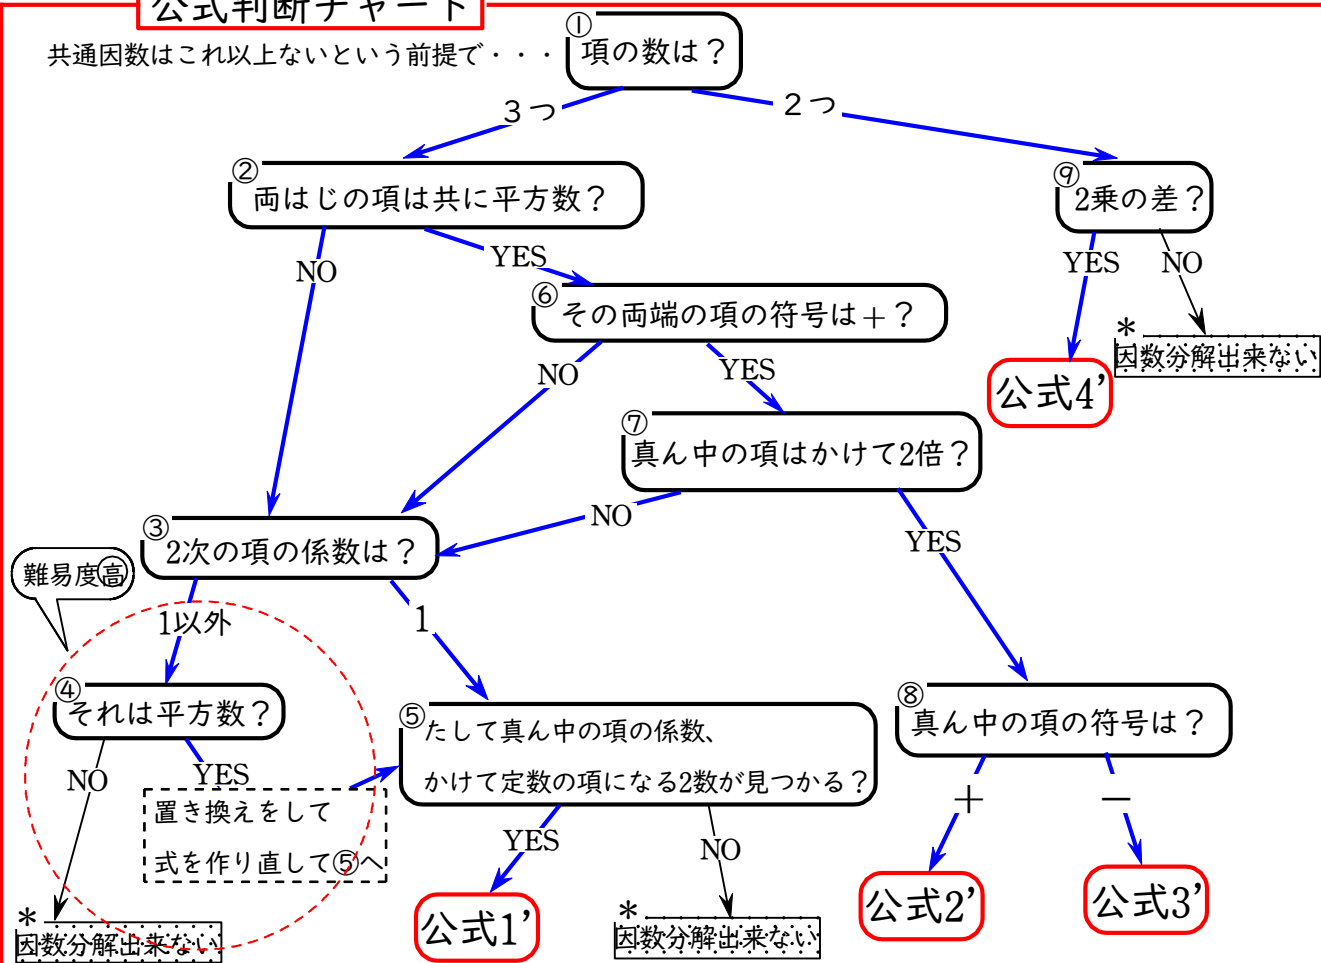 公式判断チャート
共通因数はこれ以上ないという前提で・・・
①
項の数は？
3つ
2つ
②
両はじの項は共に平方数？
⑨
2乗の差？
NO
YES
YES
NO
⑥
その両端の項の符号は＋？
＊
因数分解出来ない
公式4’
NO
YES
⑦
真ん中の項はかけて2倍？
NO
YES
③
2次の項の係数は？
難易度高
1以外
1
④
それは平方数？
⑤
たして真ん中の項の係数、
かけて定数の項になる2数が見つかる？
⑧
真ん中の項の符号は？
NO
YES
置き換えをして
式を作り直して⑤へ
YES
NO
＋
－
公式1’
公式2’
公式3’
＊
因数分解出来ない
＊
因数分解出来ない